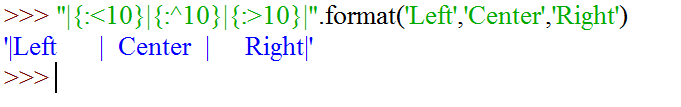 >>> "|{:<10}|{:^10}|{:>10}|".format('Left','Center','Right')
'|Left      |  Center  |     Right|'
>>>